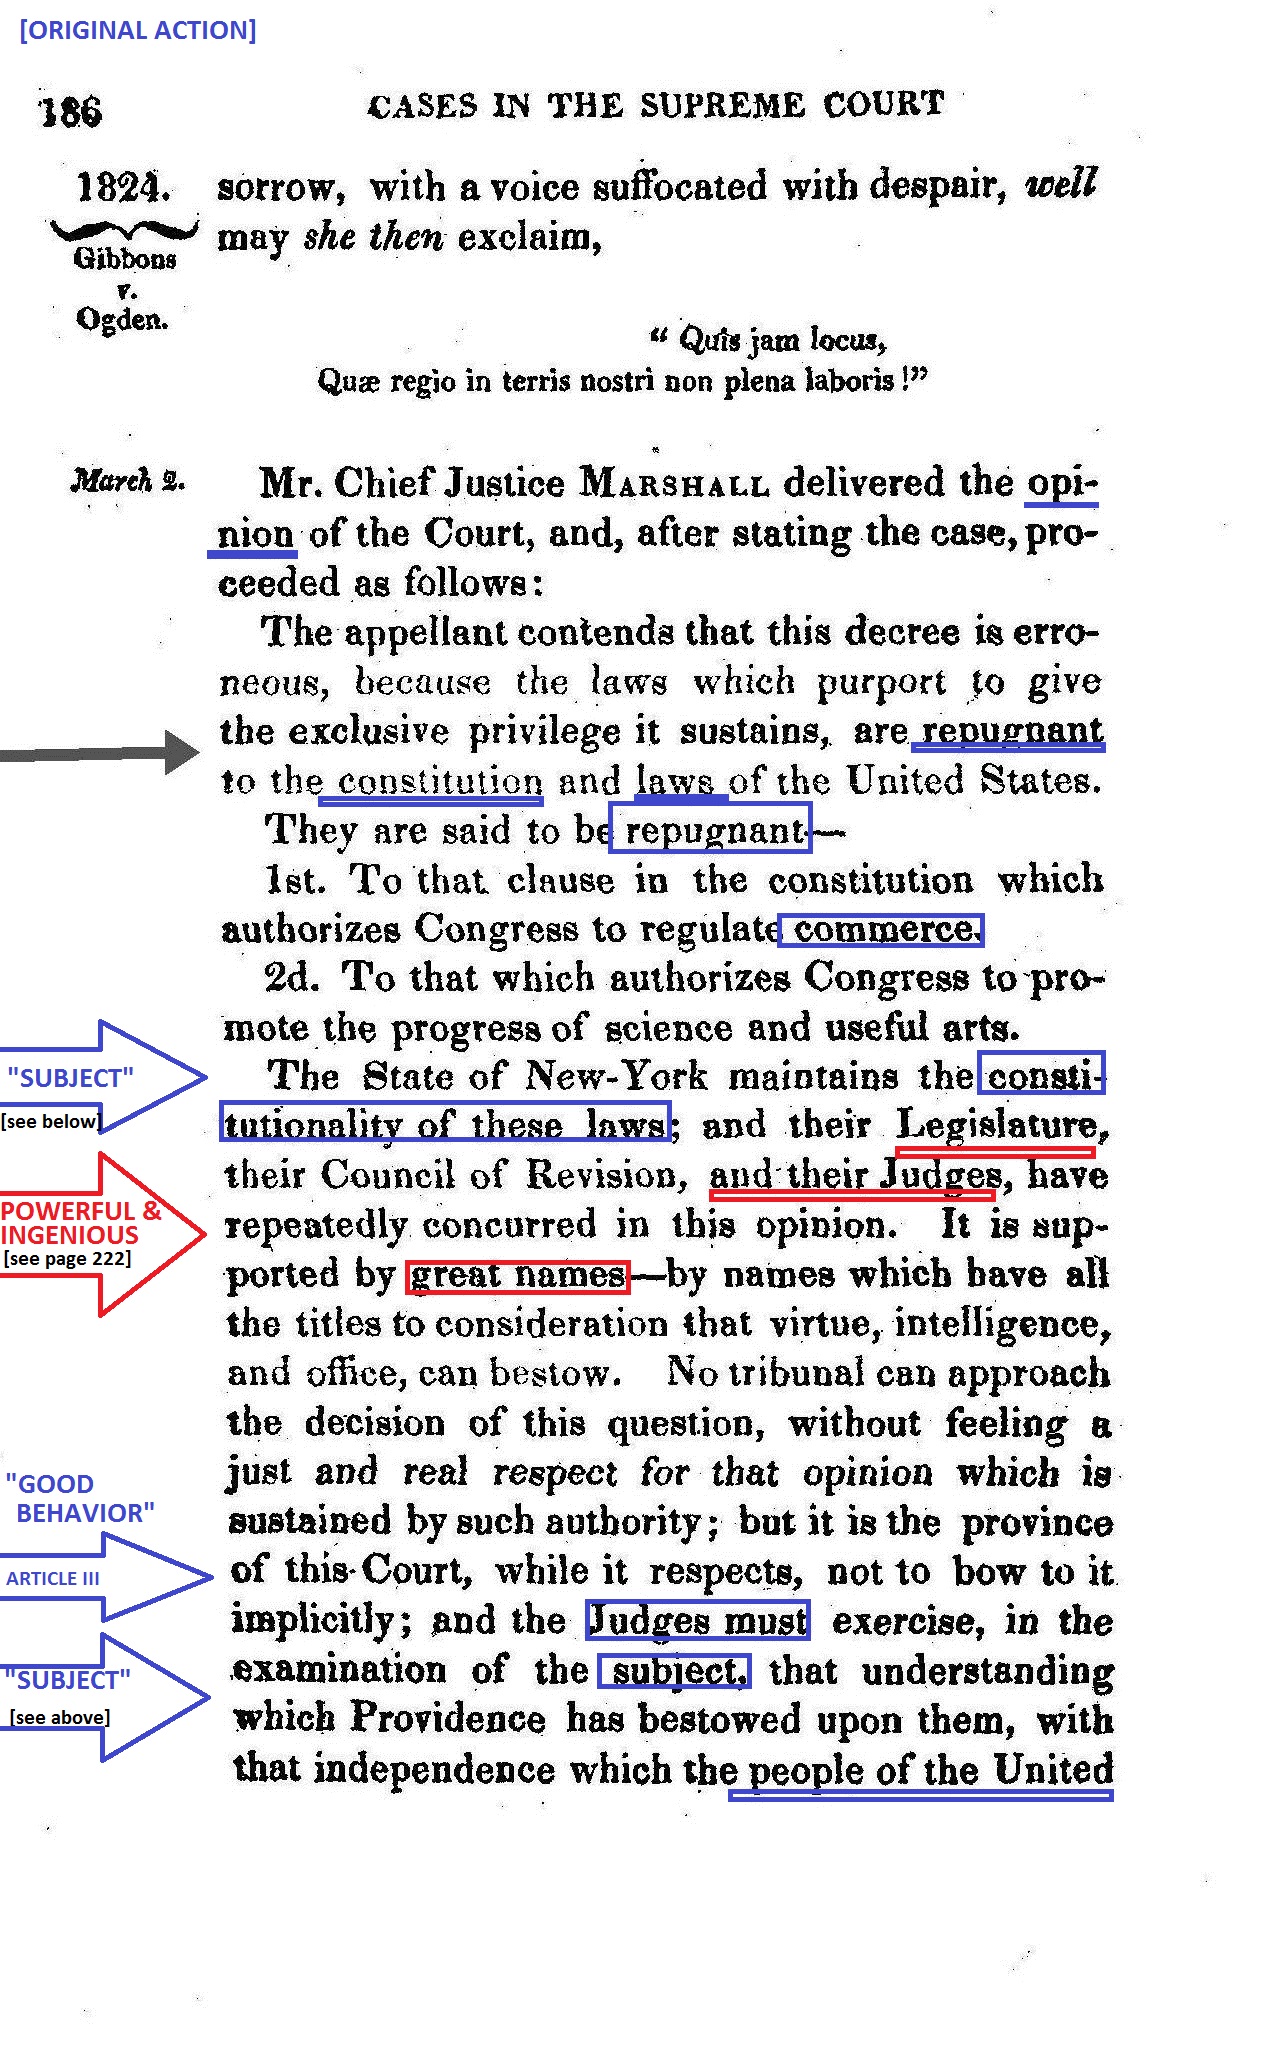 [ORIGINAL ACTION]
186
CASES IN THE SUPREME COURT
1824.
Gibbons
v.
Ogden.
sorrow, with a voice suffocated with despair, well
may she then exclaim,
“ Quis jam locus,
Quæ regio in terris nostri non plena laboris !”
March 2.
Mr. Chief Justice MARSHALL delivered the opi-
nion of the Court, and, after stating the case, pro-
ceeded as follows:
The appellant contends that this decree is erro-
neous, because the laws which purport to give
the exclusive privilege it sustains, are repugnant
to the constitution and laws of the United States.
They are said to be repugnant—
1st. To that clause in the constitution which
authorizes Congress to regulate commerce.
2d. To that which authorizes Congress to pro-
mote the progress of science and useful arts.
"SUBJECT"
[see below]
The State of New-York maintains the consti-
tutionality of these laws; and their Legislature,
their Council of Revision, and their Judges, have
repeatedly concurred in this opinion. It is sup-
ported by great names—by names which have all
the titles to consideration that virtue, intelligence,
and office, can bestow. No tribunal can approach
the decision of this question, without feeling a
just and real respect for that opinion which is
sustained by such authority; but it is the province
of this Court, while it respects, not to bow to it
implicitly; and the Judges must exercise, in the
examination of the subject, that understanding
which Providence has bestowed upon them, with
that independence which the people of the United
POWERFUL &
INGENIOUS
[see page 222]
"GOOD
BEHAVIOR"
ARTICLE III
"SUBJECT"
[see above]